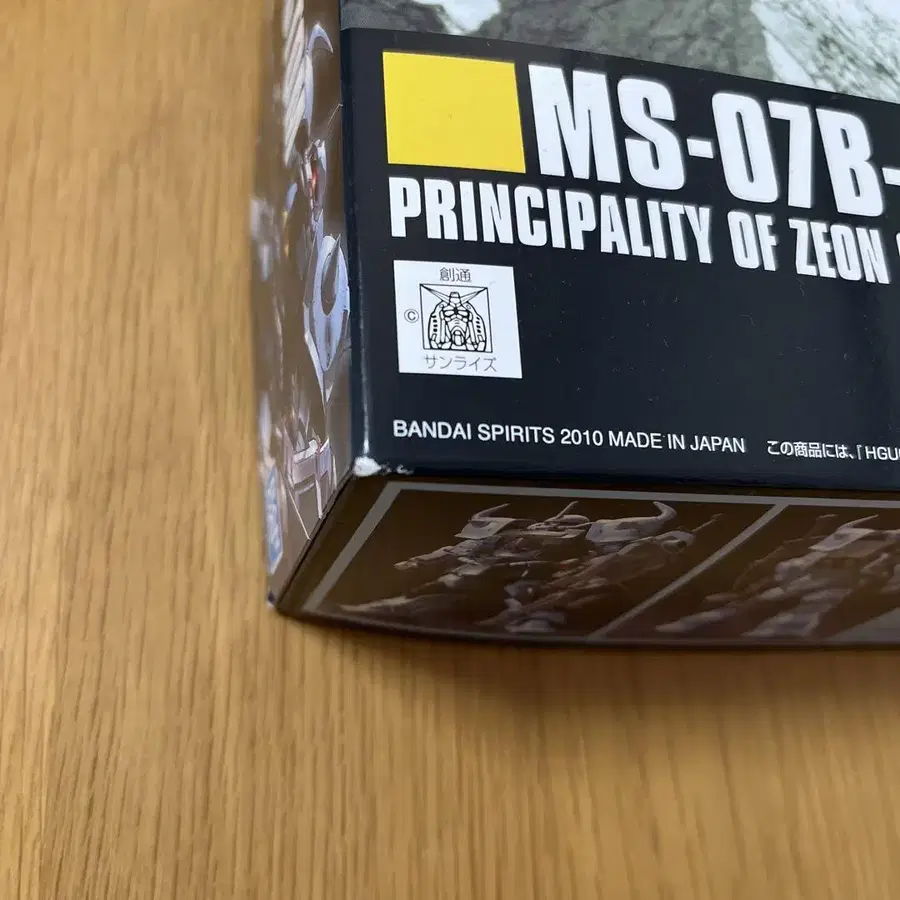 MS-07B-
PRINCIPALITY OF ZEON
創通
©
サンライズ
BANDAI SPIRITS 2010 MADE IN JAPAN この商品には、「HGU